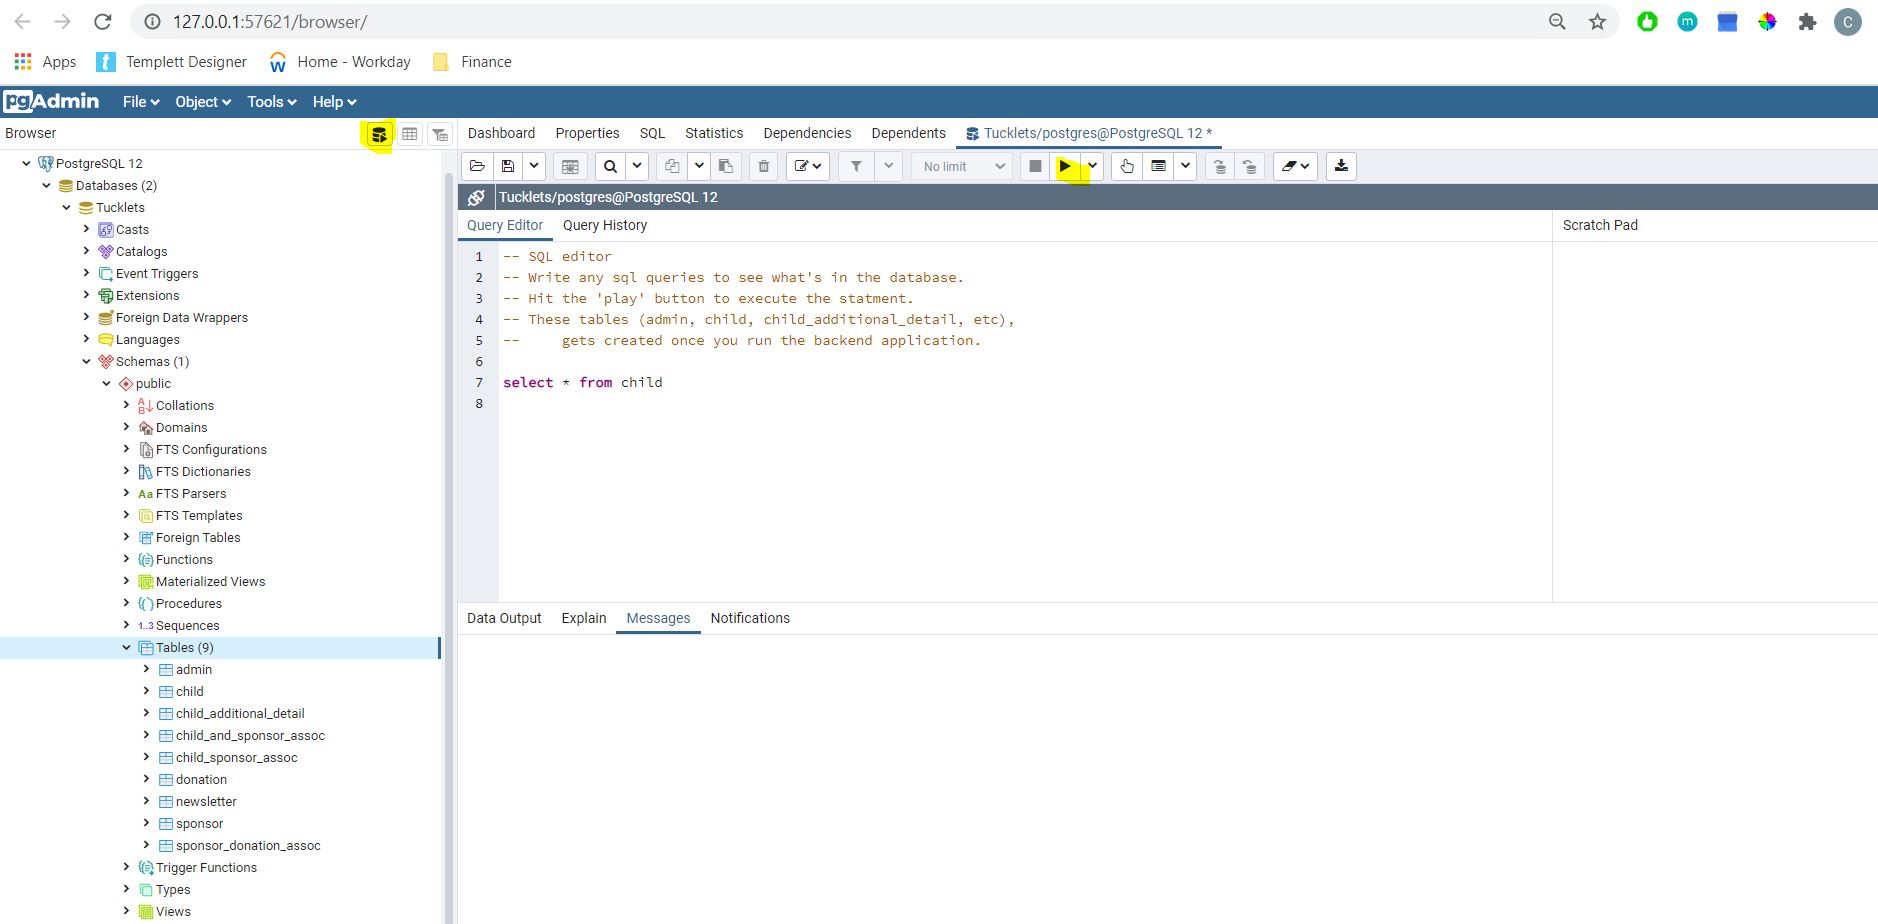 127.0.0.1:57621/browser/
C
m
Apps
t Templett Designer
W Home - Workday
Finance
pgAdmin File Object Tools Help
Browser
Dashboard Properties SQL Statistics Dependencies Dependents Tucklets/postgres@PostgreSQL 12 *
No limit
Tucklets/postgres@PostgreSQL 12
Query Editor Query History
Scratch Pad
PostgreSQL 12
Databases (2)
Tucklets
Casts
Catalogs
Event Triggers
Extensions
Foreign Data Wrappers
Languages
Schemas (1)
public
Collations
Domains
FTS Configurations
FTS Dictionaries
Aa FTS Parsers
FTS Templates
Foreign Tables
Functions
Materialized Views
Procedures
1..3 Sequences
Tables (9)
admin
child
child_additional_detail
child_and_sponsor_assoc
child_sponsor_assoc
donation
newsletter
sponsor
sponsor_donation_assoc
Trigger Functions
Types
Views
1 -- SQL editor
2 -- Write any sql queries to see what's in the database.
3 -- Hit the 'play' button to execute the statment.
4 -- These tables (admin, child, child_additional_detail, etc),
5 --     gets created once you run the backend application.
6
7 select * from child
8
Data Output Explain Messages Notifications